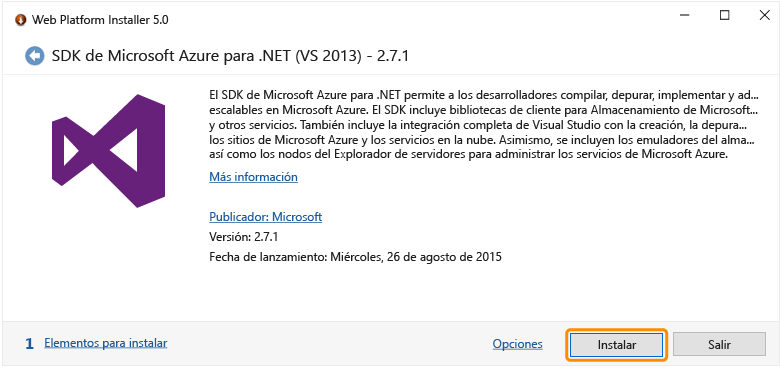 Web Platform Installer 5.0
SDK de Microsoft Azure para .NET (VS 2013) - 2.7.1
El SDK de Microsoft Azure para .NET permite a los desarrolladores compilar, depurar, implementar y ad...
escalables en Microsoft Azure. El SDK incluye bibliotecas de cliente para Almacenamiento de Microsoft...
y otros servicios. También incluye la integración completa de Visual Studio con la creación, la depura...
los sitios de Microsoft Azure y los servicios en la nube. Asimismo, se incluyen los emuladores del alma...
así como los nodos del Explorador de servidores para administrar los servicios de Microsoft Azure.
Más información
Publicador: Microsoft
Versión: 2.7.1
Fecha de lanzamiento: Miércoles, 26 de agosto de 2015
1 Elementos para instalar Opciones Instalar Salir